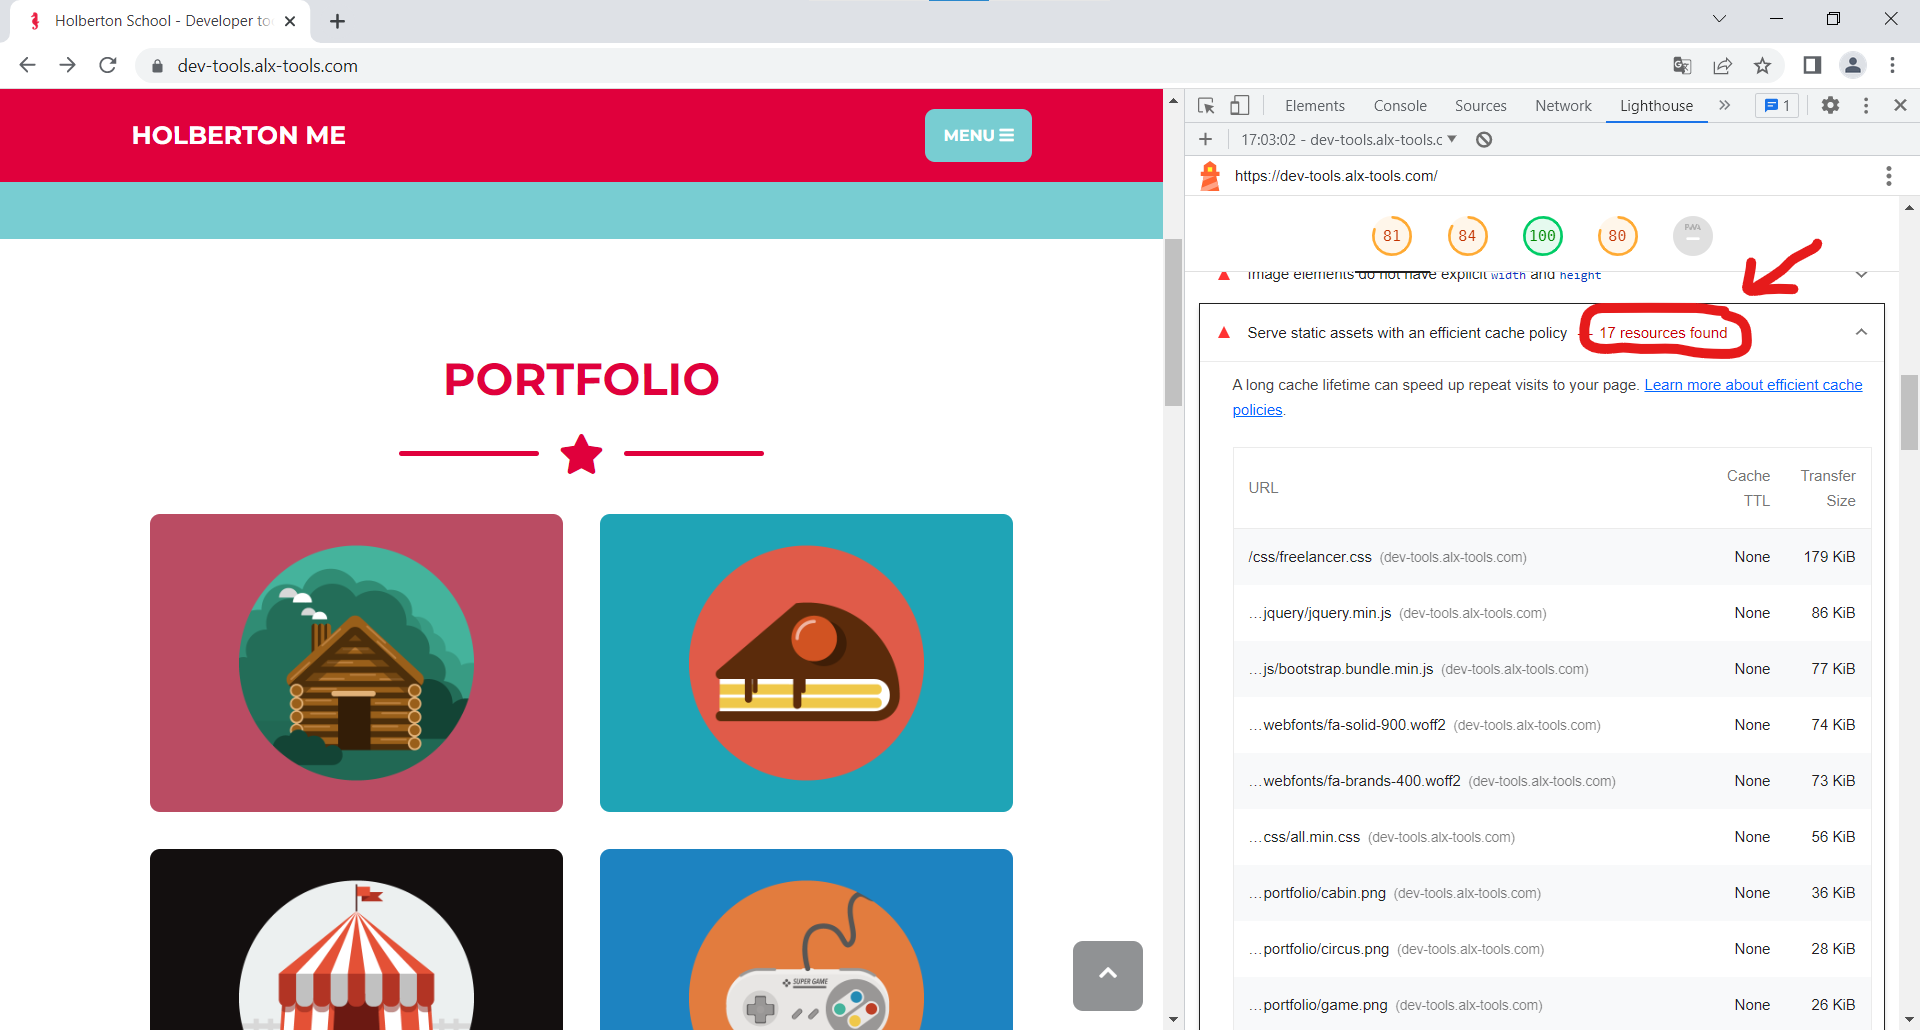 Holberton School - Developer to
dev-tools.alx-tools.com
HOLBERTON ME
MENU
PORTFOLIO
SUPER GAME
Elements Console Sources Network Lighthouse » 1
17:03:02 - dev-tools.alx-tools.c
https://dev-tools.alx-tools.com/
81 84 100 80 PWA
Image elements do not have explicit width and height
Serve static assets with an efficient cache policy — 17 resources found
A long cache lifetime can speed up repeat visits to your page. Learn more about efficient cache
policies.
URL Cache TTL Transfer Size
/css/freelancer.css (dev-tools.alx-tools.com) None 179 KiB
…jquery/jquery.min.js (dev-tools.alx-tools.com) None 86 KiB
…js/bootstrap.bundle.min.js (dev-tools.alx-tools.com) None 77 KiB
…webfonts/fa-solid-900.woff2 (dev-tools.alx-tools.com) None 74 KiB
…webfonts/fa-brands-400.woff2 (dev-tools.alx-tools.com) None 73 KiB
…css/all.min.css (dev-tools.alx-tools.com) None 56 KiB
…portfolio/cabin.png (dev-tools.alx-tools.com) None 36 KiB
…portfolio/circus.png (dev-tools.alx-tools.com) None 28 KiB
…portfolio/game.png (dev-tools.alx-tools.com) None 26 KiB